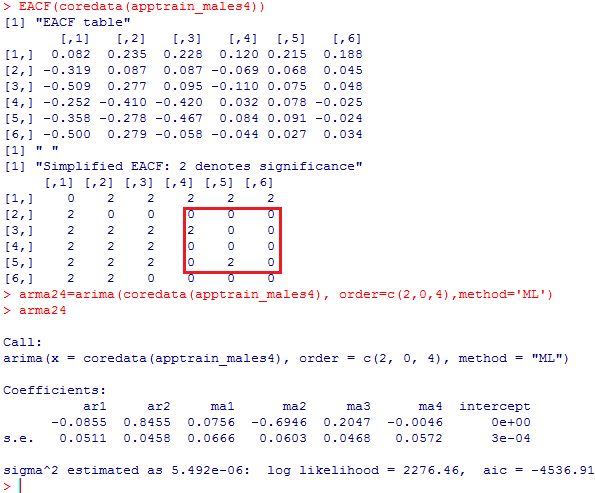 > EACF(coredata(apptrain_males4))
[1] "EACF table"
       [,1]   [,2]   [,3]   [,4]  [,5]   [,6]
[1,]  0.082  0.235  0.228  0.120 0.215  0.188
[2,] -0.319  0.087  0.087 -0.069 0.068  0.045
[3,] -0.509  0.277  0.095 -0.110 0.075  0.048
[4,] -0.252 -0.410 -0.420  0.032 0.078 -0.025
[5,] -0.358 -0.278 -0.467  0.084 0.091 -0.024
[6,] -0.500  0.279 -0.058 -0.044 0.027  0.034
[1] " "
[1] "Simplified EACF: 2 denotes significance"
     [,1] [,2] [,3] [,4] [,5] [,6]
[1,]    0    2    2    2    2    2
[2,]    2    0    0    0    0    0
[3,]    2    2    2    2    0    0
[4,]    2    2    2    0    0    0
[5,]    2    2    2    0    2    0
[6,]    2    2    0    0    0    0
> arma24=arima(coredata(apptrain_males4), order=c(2,0,4),method='ML')
> arma24
Call:
arima(x = coredata(apptrain_males4), order = c(2, 0, 4), method = "ML")
Coefficients:
          ar1     ar2     ma1      ma2     ma3      ma4  intercept
      -0.0855  0.8455  0.0756  -0.6946  0.2047  -0.0046      0e+00
s.e.   0.0511  0.0458  0.0666   0.0603  0.0468   0.0572      3e-04
sigma^2 estimated as 5.492e-06:  log likelihood = 2276.46,  aic = -4536.91
>